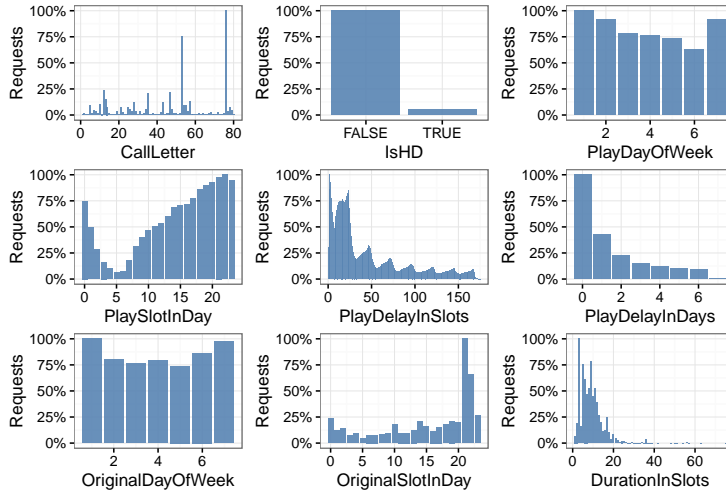 Requests
100%
75%
50%
25%
0%
0 20 40 60 80
CallLetter
Requests
100%
75%
50%
25%
0%
FALSE TRUE
IsHD
Requests
100%
75%
50%
25%
0%
2 4 6
PlayDayOfWeek
Requests
100%
75%
50%
25%
0%
0 5 10 15 20
PlaySlotInDay
Requests
100%
75%
50%
25%
0%
0 50 100 150
PlayDelayInSlots
Requests
100%
75%
50%
25%
0%
0 2 4 6
PlayDelayInDays
Requests
100%
75%
50%
25%
0%
2 4 6
OriginalDayOfWeek
Requests
100%
75%
50%
25%
0%
0 5 10 15 20
OriginalSlotInDay
Requests
100%
75%
50%
25%
0%
0 20 40 60
DurationInSlots